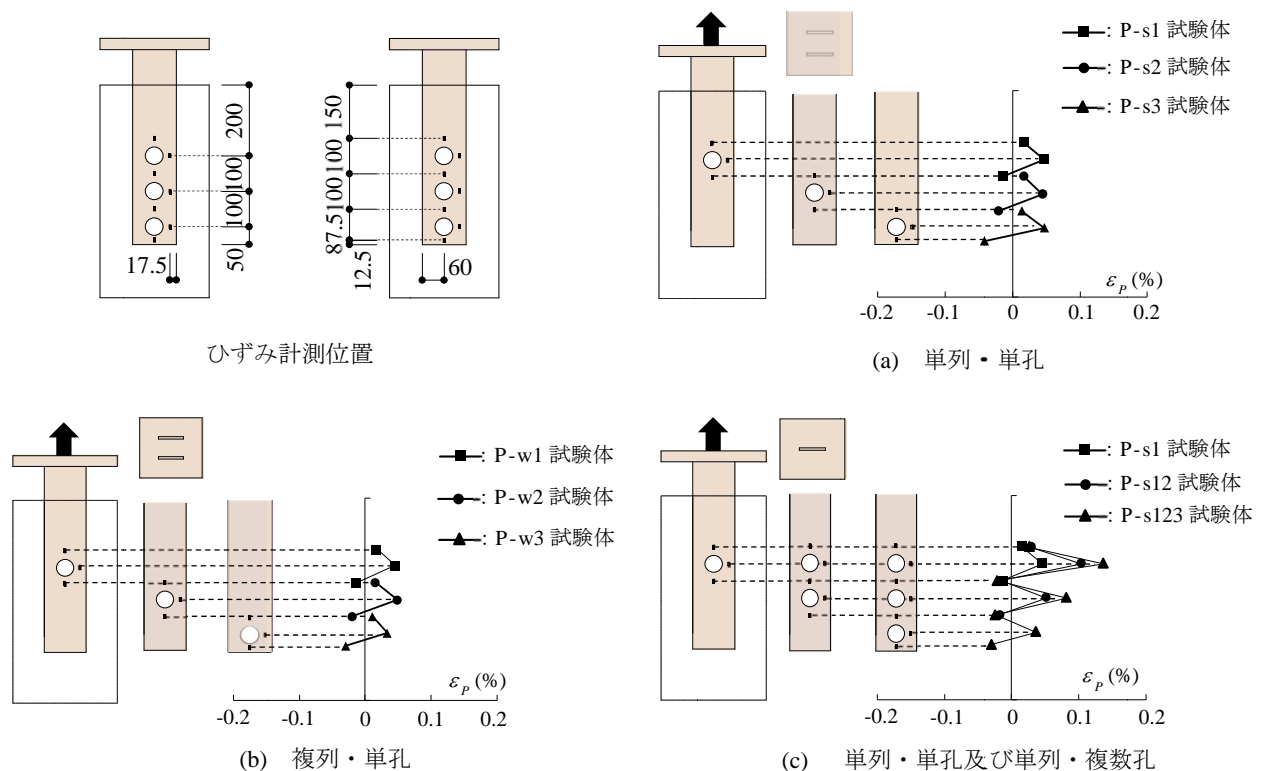 200
100
100
50
17.5
150
100
100
87.5
12.5
60
ひずみ計測位置
: P-s1 試験体
: P-s2 試験体
: P-s3 試験体
ε_P (%)
-0.2
-0.1
0
0.1
0.2
(a) 単列・単孔
: P-w1 試験体
: P-w2 試験体
: P-w3 試験体
ε_P (%)
-0.2
-0.1
0
0.1
0.2
(b) 複列・単孔
: P-s1 試験体
: P-s12 試験体
: P-s123 試験体
ε_P (%)
-0.2
-0.1
0
0.1
0.2
(c) 単列・単孔及び単列・複数孔